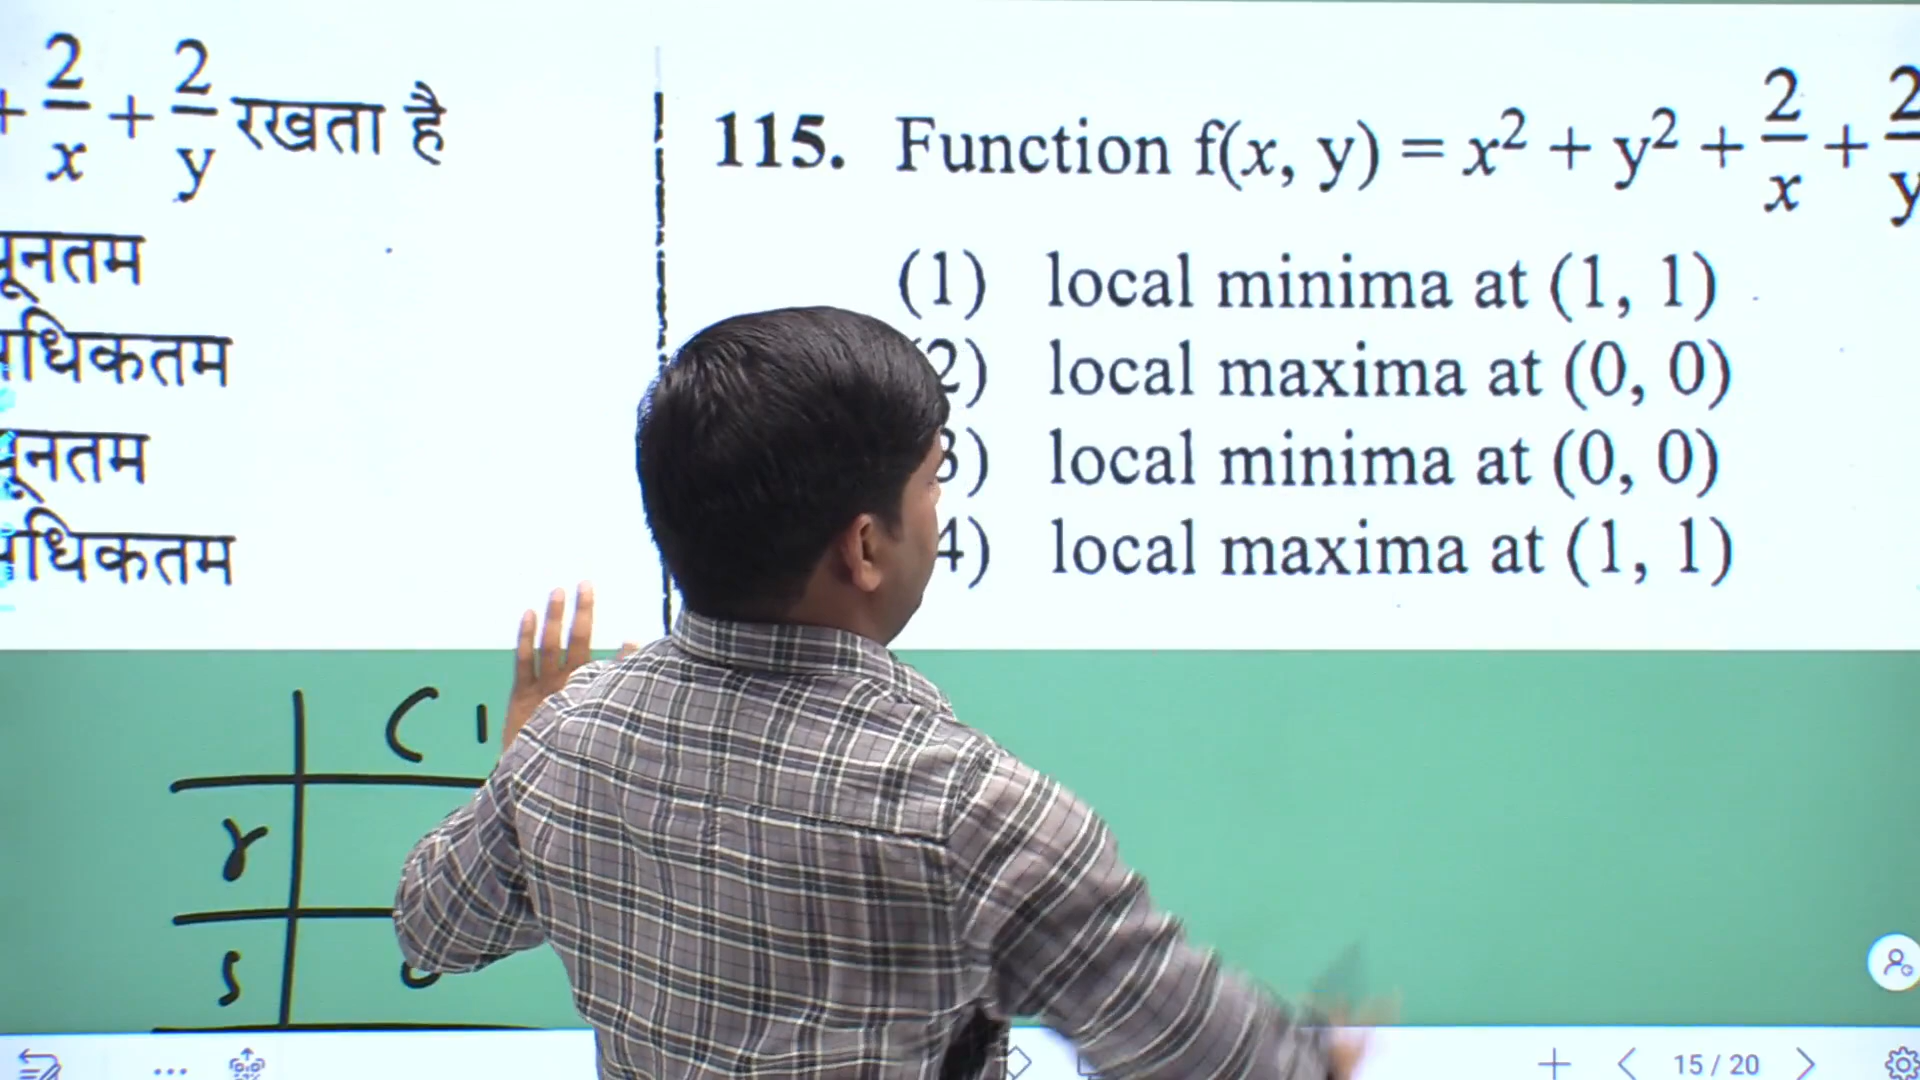 + 2/x + 2/y रखता है
यूनतम
धिकतम
यूनतम
धिकतम
115. Function f(x, y) = x² + y² + 2/x + 2/y
(1) local minima at (1, 1)
2) local maxima at (0, 0)
3) local minima at (0, 0)
4) local maxima at (1, 1)
( 1
r
s 0
15 / 20